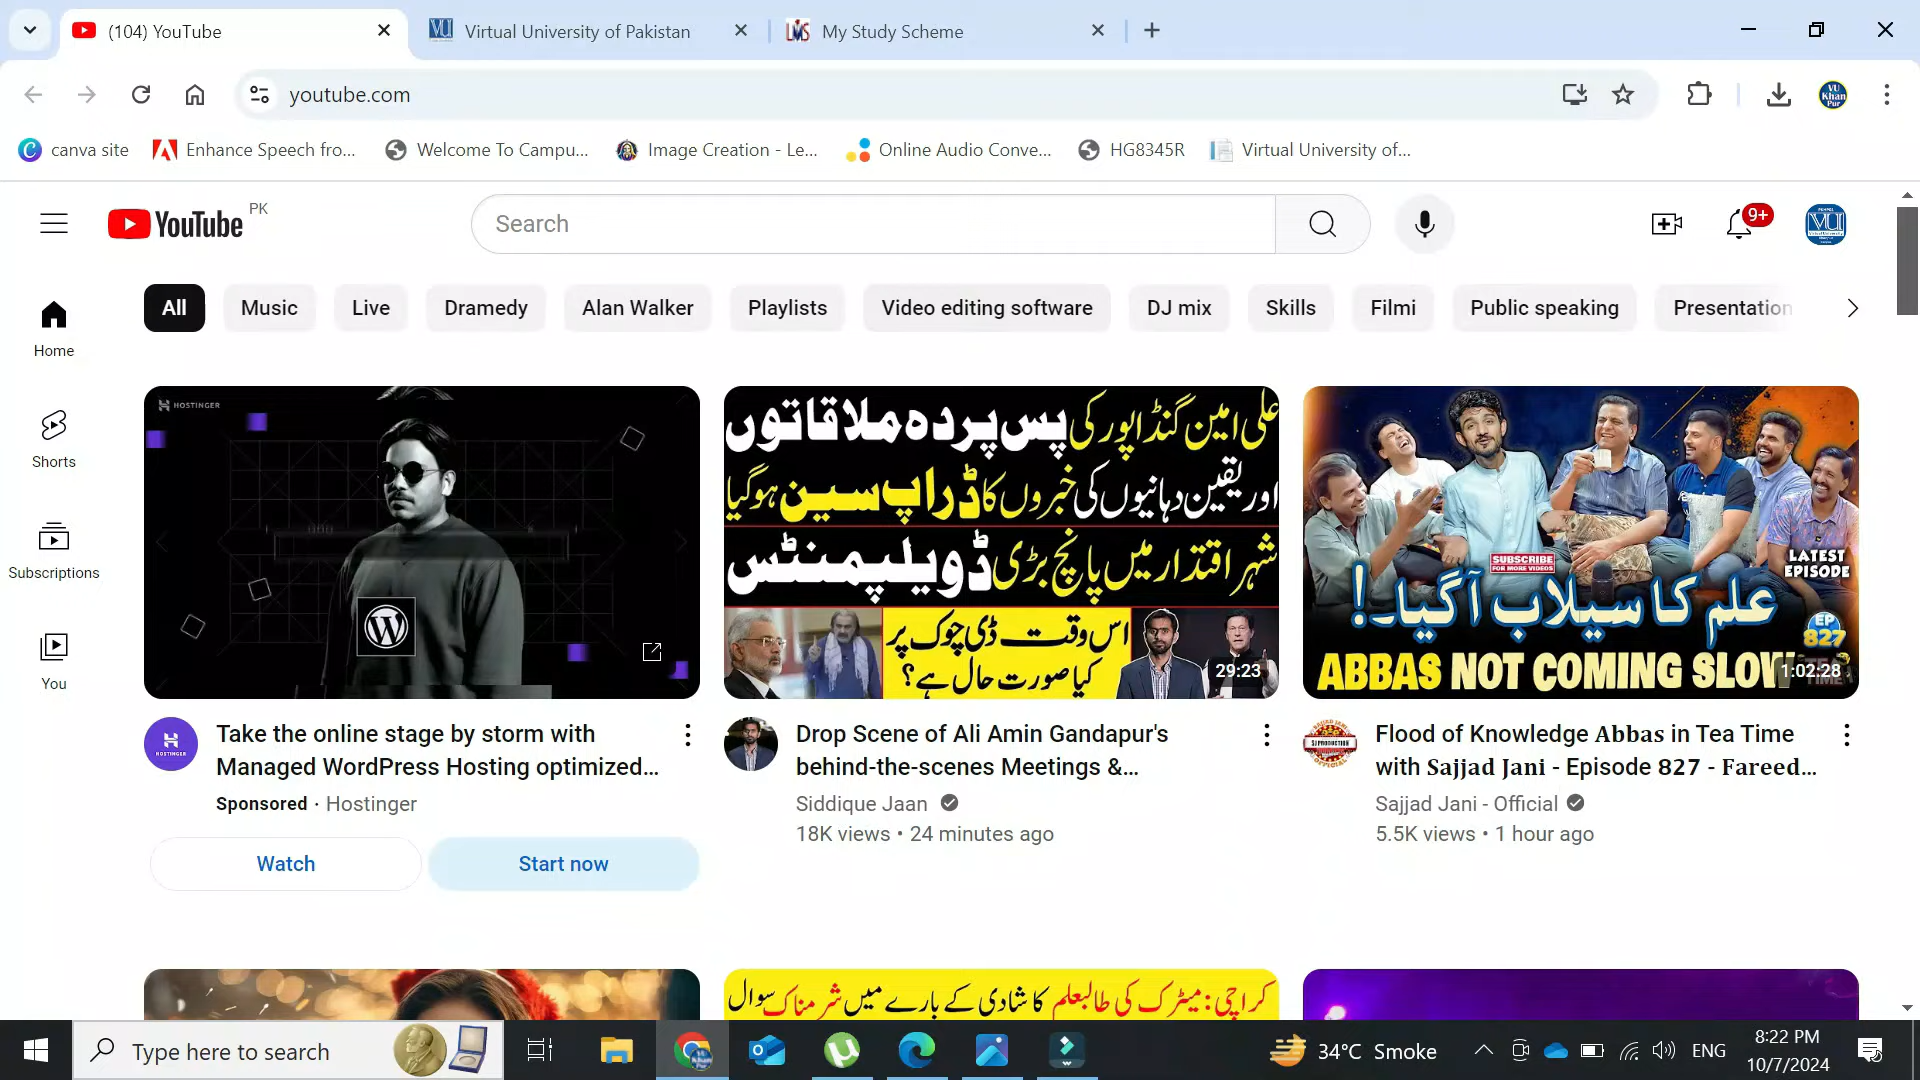 (104) YouTube
Virtual University of Pakistan
My Study Scheme
youtube.com
canva site
Enhance Speech fro...
Welcome To Campu...
Image Creation - Le...
Online Audio Conve...
HG8345R
Virtual University of...
YouTube PK
Search
9+
All
Music
Live
Dramedy
Alan Walker
Playlists
Video editing software
DJ mix
Skills
Filmi
Public speaking
Presentation
Home
Shorts
Subscriptions
You
HOSTINGER
علی امین گنڈاپور کی پس پردہ ملاقاتوں
اور یقین دہانیوں کی خبروں کا ڈراپ سین ہوگیا
شہر اقتدار میں پانچ بڑی ڈویلپمنٹس
اس وقت ڈی چوک پر
کیا صورت حال ہے؟
29:23
SUBSCRIBE
FOR MORE VIDEOS
LATEST
EPISODE
علم کا سیلاب آگیا۔!
EP
827
ABBAS NOT COMING SLOW
1:02:28
Take the online stage by storm with
Managed WordPress Hosting optimized...
Sponsored · Hostinger
Watch
Start now
Drop Scene of Ali Amin Gandapur's
behind-the-scenes Meetings &...
Siddique Jaan
18K views • 24 minutes ago
Flood of Knowledge Abbas in Tea Time
with Sajjad Jani - Episode 827 - Fareed...
Sajjad Jani - Official
5.5K views • 1 hour ago
کراچی: میٹرک کی طالبعلم کا شادی کے بارے میں شرمناک سوال
Type here to search
34°C Smoke
ENG
8:22 PM
10/7/2024